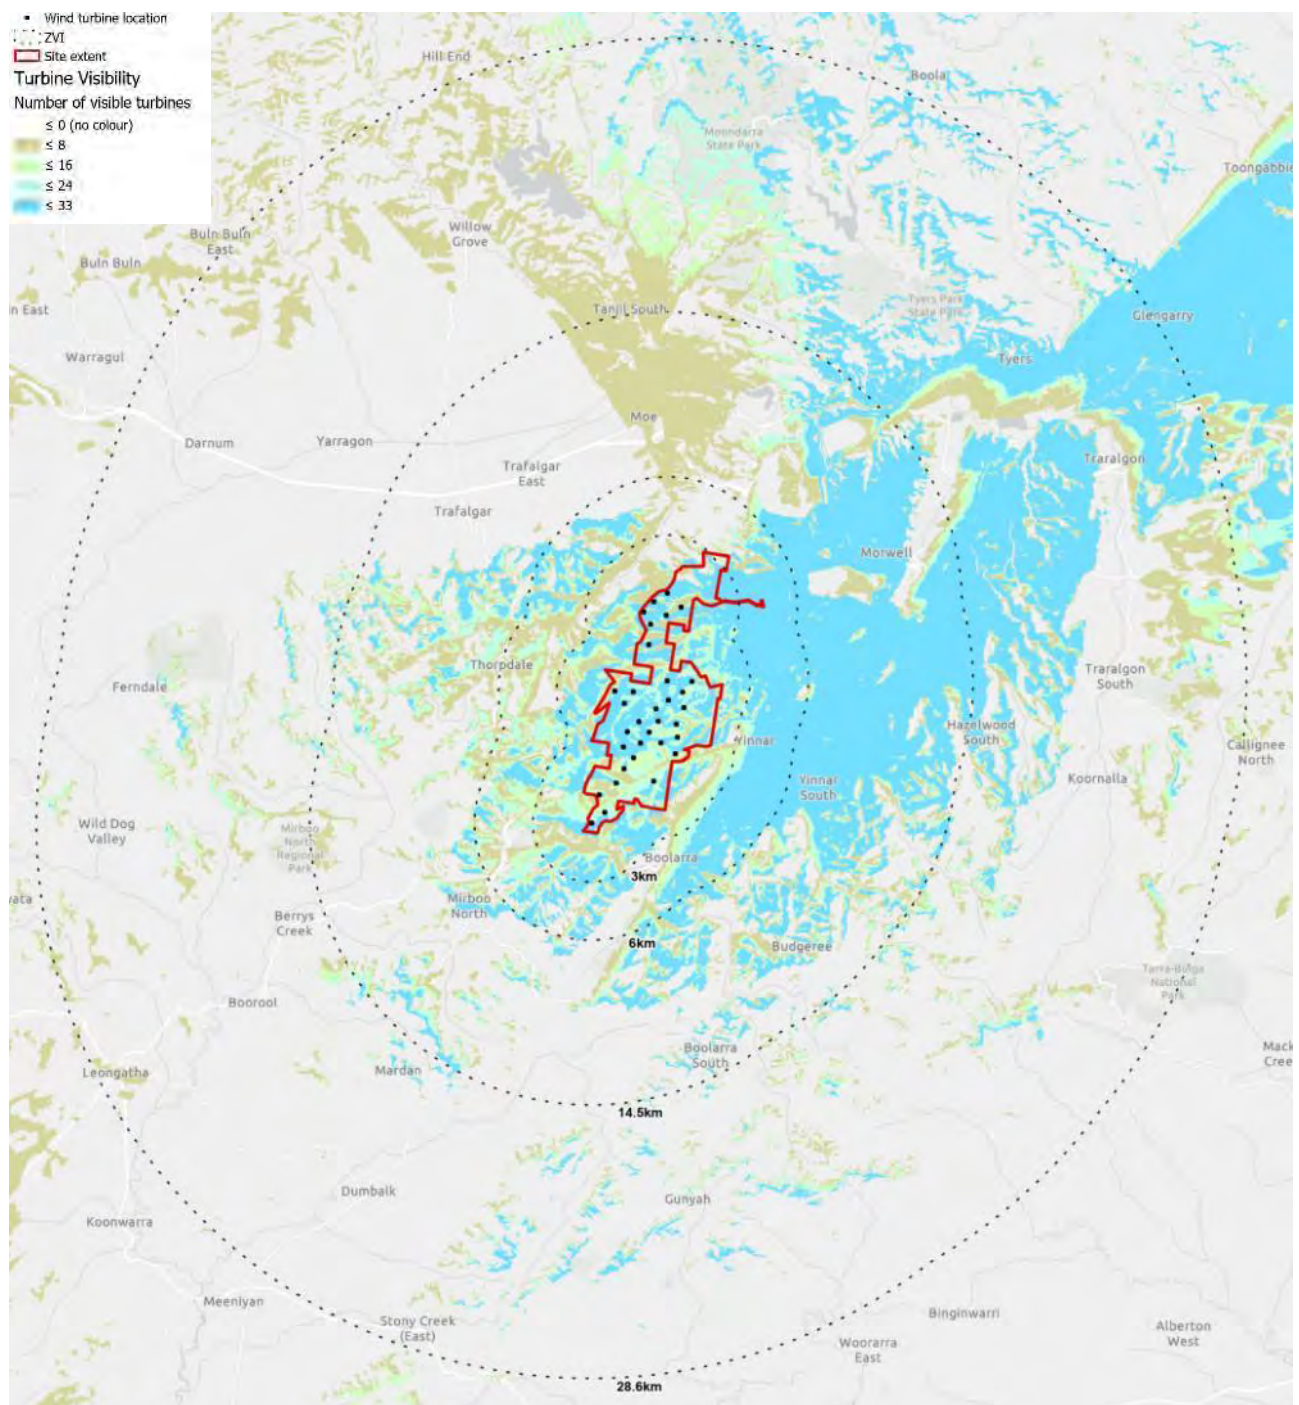 Wind turbine location
ZVI
Site extent
Turbine Visibility
Number of visible turbines
≤ 0 (no colour)
≤ 8
≤ 16
≤ 24
≤ 33
Hill End
Boola
Moondarra
State Park
Toongabbie
Willow
Grove
Buln Buln
East
Buln Buln
n East
Tanjil South
Tyers Park
State Park
Glengarry
Warragul
Tyers
Moe
Darnum
Yarragon
Traralgon
Trafalgar
East
Trafalgar
Morwell
Thorpdale
Ferndale
Traralgon
South
Hazelwood
South
Yinnar
Callignee
North
Yinnar
South
Koornalla
Wild Dog
Valley
Mirboo
North
Regional
Park
Boolarra
3km
Mirboo
North
Berrys
Creek
6km
Budgeree
Tarra-Bulga
National
Park
Boorool
Boolarra
South
Mack
Cree
Leongatha
Mardan
14.5km
Dumbalk
Gunyah
Koonwarra
Meeniyan
Stony Creek
(East)
Binginwarri
Alberton
West
Woorarra
East
28.6km